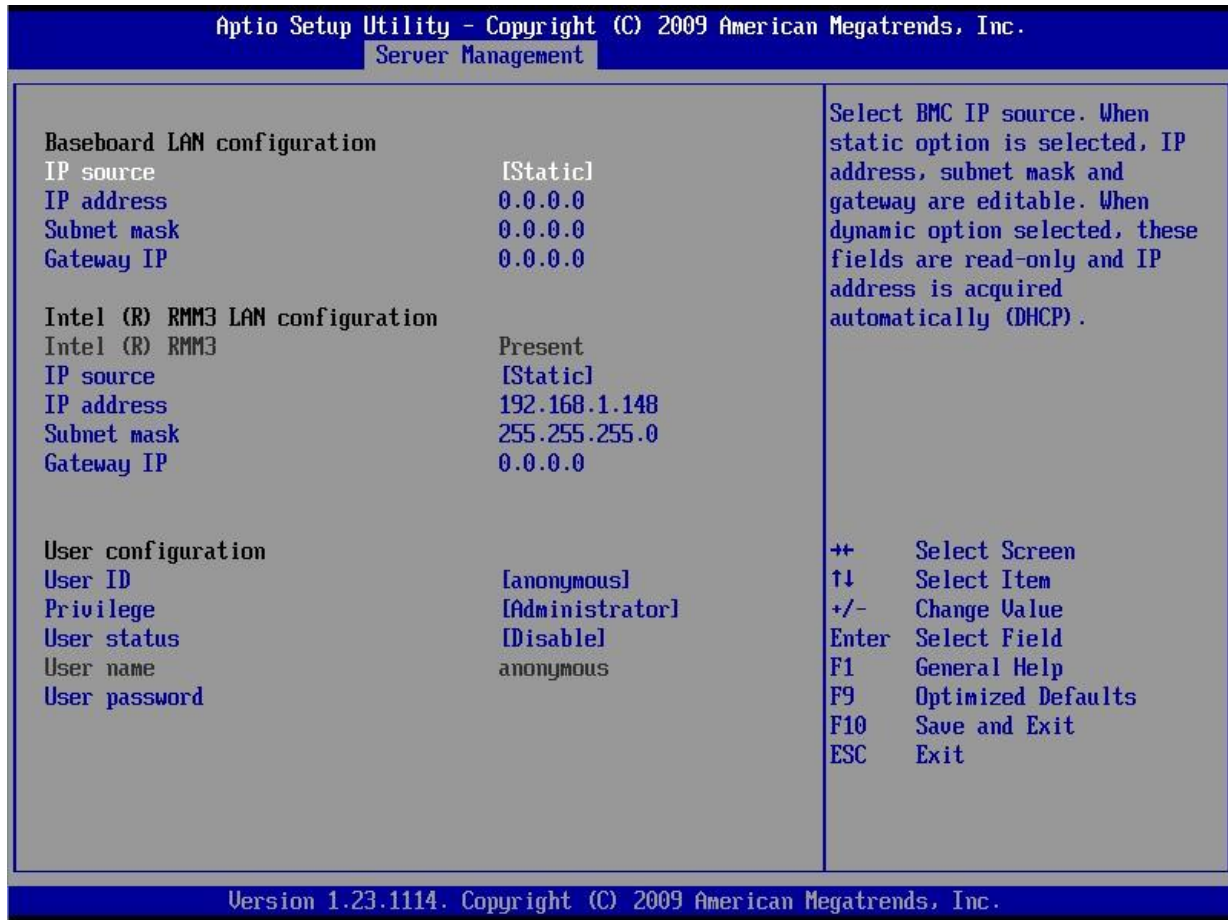 Aptio Setup Utility - Copyright (C) 2009 American Megatrends, Inc.
Server Management
Baseboard LAN configuration
IP source [Static]
IP address 0.0.0.0
Subnet mask 0.0.0.0
Gateway IP 0.0.0.0
Intel (R) RMM3 LAN configuration
Intel (R) RMM3 Present
IP source [Static]
IP address 192.168.1.148
Subnet mask 255.255.255.0
Gateway IP 0.0.0.0
User configuration
User ID [anonymous]
Privilege [Administrator]
User status [Disable]
User name anonymous
User password
Select BMC IP source. When
static option is selected, IP
address, subnet mask and
gateway are editable. When
dynamic option selected, these
fields are read-only and IP
address is acquired
automatically (DHCP).
→← Select Screen
↑↓ Select Item
+/- Change Value
Enter Select Field
F1 General Help
F9 Optimized Defaults
F10 Save and Exit
ESC Exit
Version 1.23.1114. Copyright (C) 2009 American Megatrends, Inc.